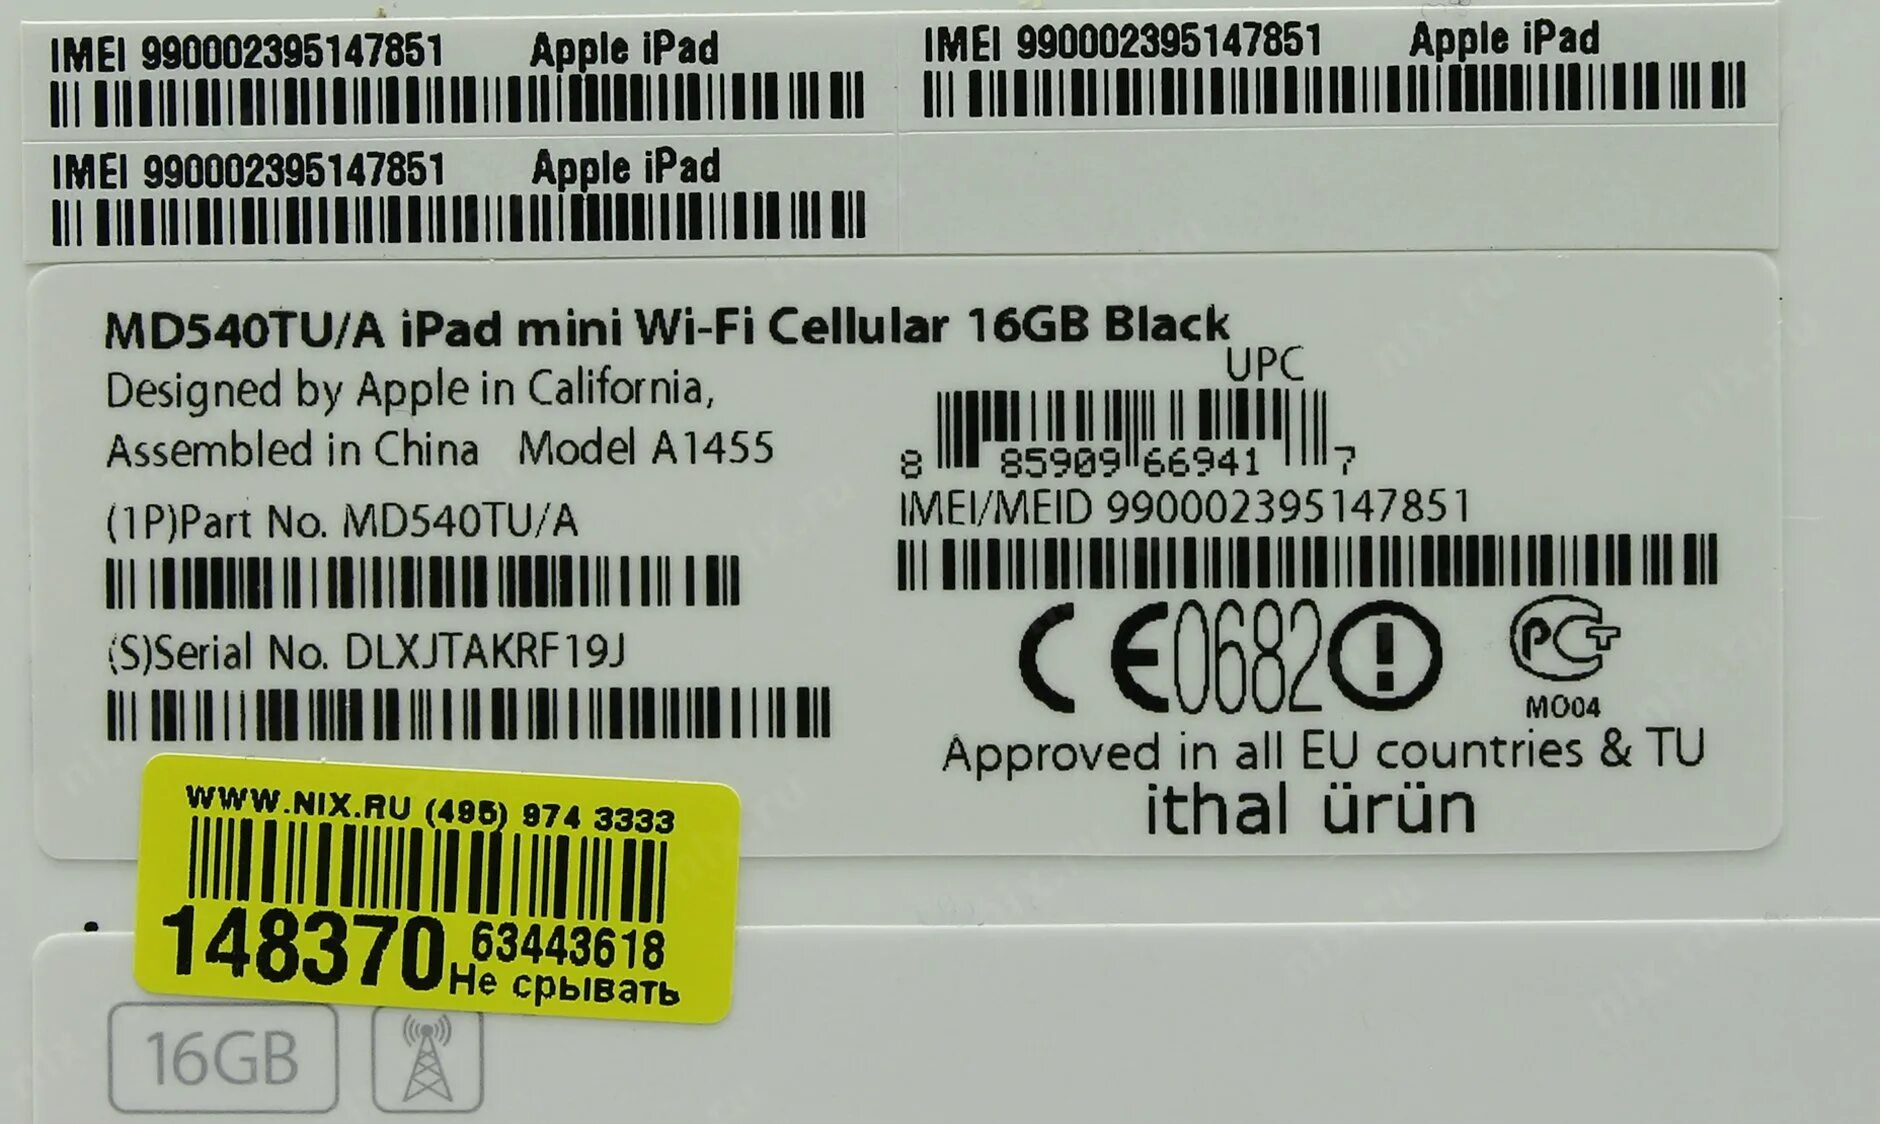 IMEI 990002395147851 Apple iPad
IMEI 990002395147851 Apple iPad
IMEI 990002395147851 Apple iPad
MD540TU/A iPad mini Wi-Fi Cellular 16GB Black
Designed by Apple in California,
Assembled in China Model A1455
UPC
8 85909 66941 7
(1P)Part No. MD540TU/A
IMEI/MEID 990002395147851
(S)Serial No. DLXJTAKRF19J
CE0682
PCT
MO04
Approved in all EU countries & TU
ithal ürün
WWW.NIX.RU (495) 974 3333
148370 63443618
Не срывать
16GB